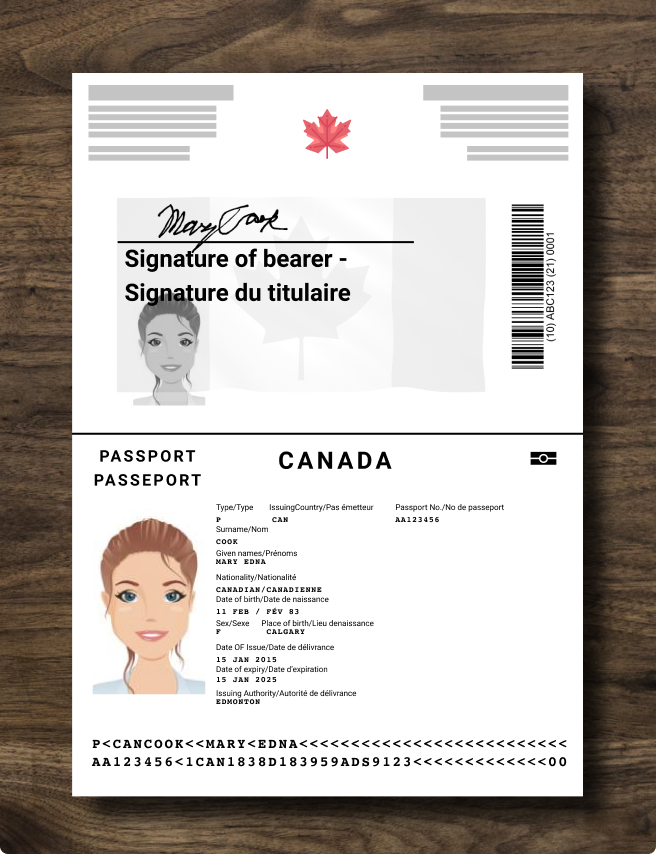 Mary Cook
Signature of bearer -
Signature du titulaire
(10) ABC123 (21) 0001
PASSPORT
PASSEPORT
CANADA
Type/Type IssuingCountry/Pas émetteur Passport No./No de passeport
P CAN AA123456
Surname/Nom
COOK
Given names/Prénoms
MARY EDNA
Nationality/Nationalité
CANADIAN/CANADIENNE
Date of birth/Date de naissance
11 FEB / FÉV 83
Sex/Sexe Place of birth/Lieu denaissance
F CALGARY
Date OF Issue/Date de délivrance
15 JAN 2015
Date of expiry/Date d'expiration
15 JAN 2025
Issuing Authority/Autorité de délivrance
EDMONTON
P<CANCOOK<<MARY<EDNA<<<<<<<<<<<<<<<<<<<<<<<<<<
AA123456<1CAN1838D183959ADS9123<<<<<<<<<<<<<00